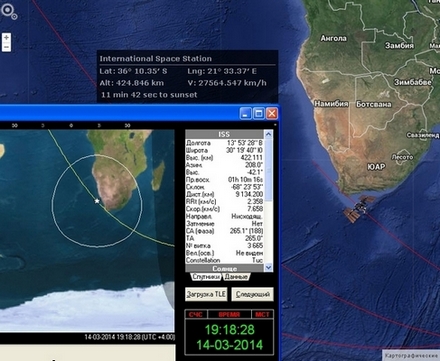 International Space Station
Lat: 36° 10.35' S Lng: 21° 33.37' E
Alt: 424.846 km V: 27564.547 km/h
11 min 42 sec to sunset
Ангола
Замбия
Зимбабве
Намибия
Ботсвана
Свазиленд
Лесото
ЮАР
ISS
Долгота 13° 53' 28'' В
Широта 30° 19' 40'' Ю
Выс. (км) 422.111
Азим. 208.0°
Выс. -42.1°
Пр.восх. 01h 10m 16s
Склон. -68° 23' 53''
Дист.(км) 9 134.200
RR(км/с) 2.358
Скор.(км/с) 7.658
Направл. Нисходящ.
Затмение Нет
СА (фаза) 265.1° (188)
TA 265.0°
№ витка 3 665
Вел.(осв.) Не виден
Constellation Tuc
Солнце
Спутники Данные
Загрузка TLE Следующий
СЧС ВРЕМЯ МСТ
19:18:28
14-03-2014
14-03-2014 19:18:28 (UTC +4:00)
Картографические